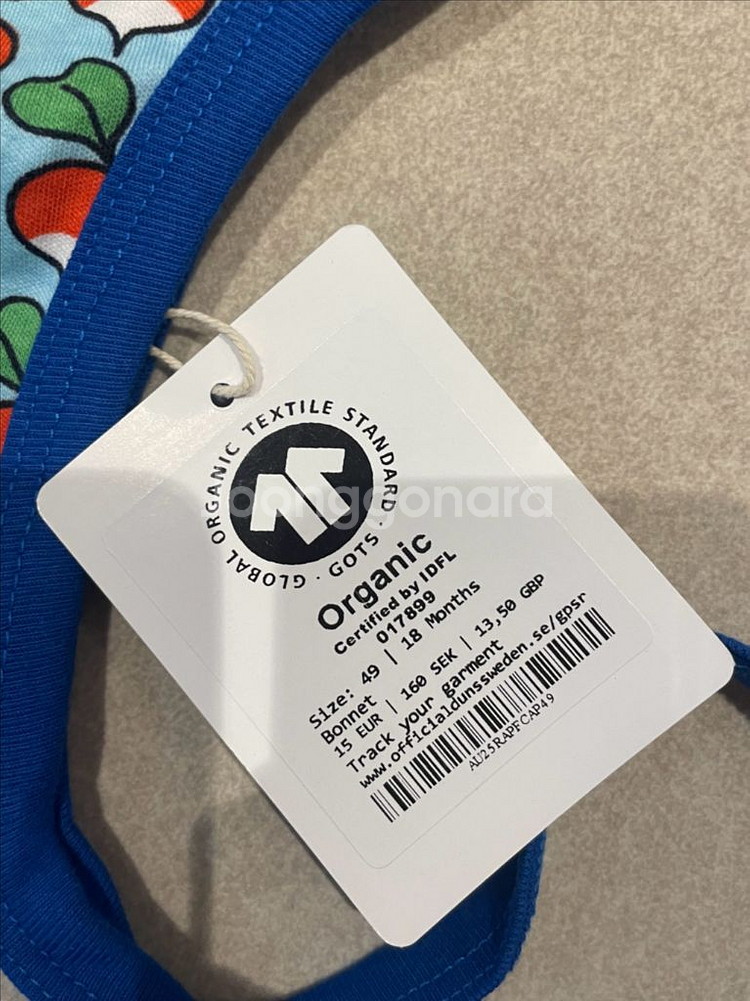 GLOBAL ORGANIC TEXTILE STANDARD · GOTS ·
Organic
Certified by IDFL
017899
Size: 49 | 18 Months
Bonnet
15 EUR | 160 SEK | 13,50 GBP
Track your garment
www.officialdunssweden.se/gpsr
AU25RAPFCAP49
joonggonara